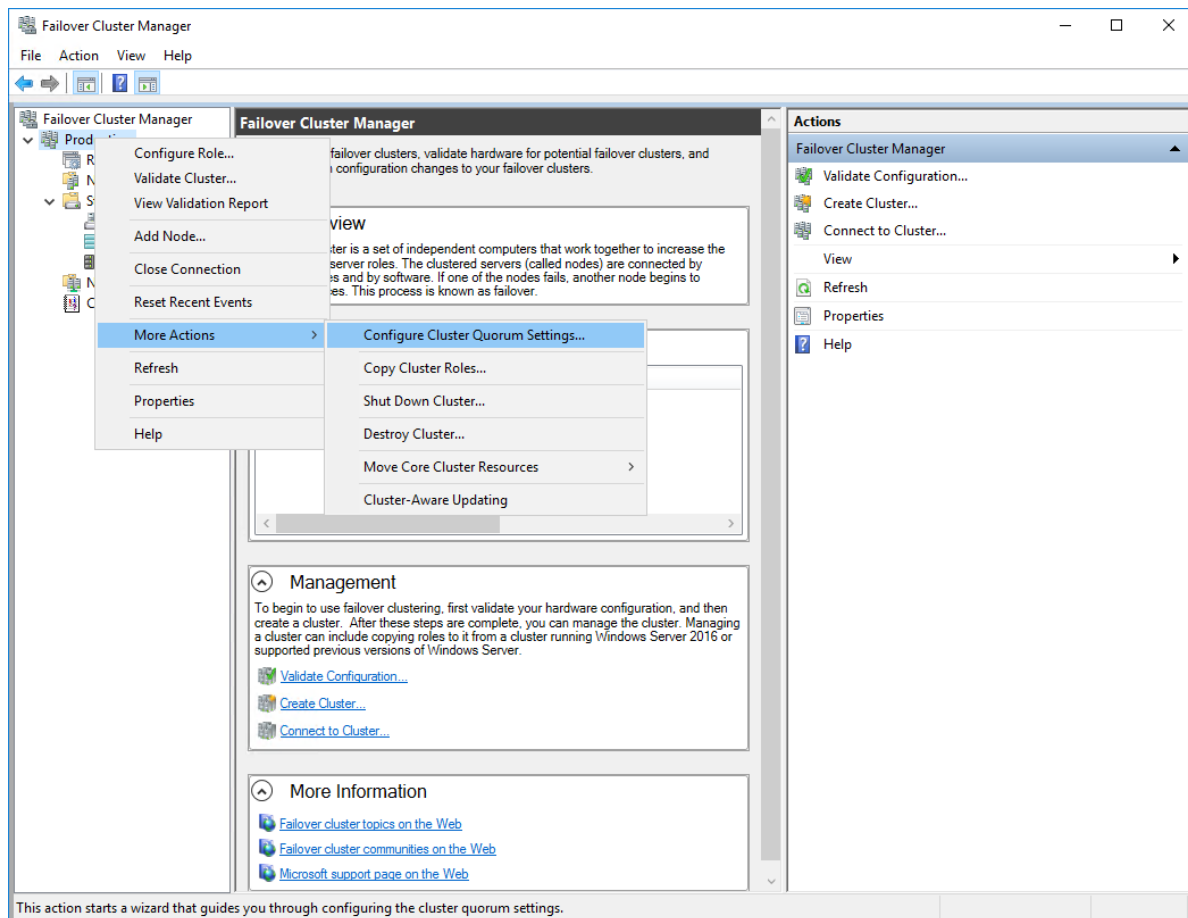 Failover Cluster Manager
File Action View Help
Failover Cluster Manager
Prod
R
N
S
N
C
Configure Role...
Validate Cluster...
View Validation Report
Add Node...
Close Connection
Reset Recent Events
More Actions
Refresh
Properties
Help
Configure Cluster Quorum Settings...
Copy Cluster Roles...
Shut Down Cluster...
Destroy Cluster...
Move Core Cluster Resources
Cluster-Aware Updating
Failover Cluster Manager
failover clusters, validate hardware for potential failover clusters, and
configuration changes to your failover clusters.
view
ster is a set of independent computers that work together to increase the
server roles. The clustered servers (called nodes) are connected by
es and by software. If one of the nodes fails, another node begins to
es. This process is known as failover.
Management
To begin to use failover clustering, first validate your hardware configuration, and then
create a cluster. After these steps are complete, you can manage the cluster. Managing
a cluster can include copying roles to it from a cluster running Windows Server 2016 or
supported previous versions of Windows Server.
Validate Configuration...
Create Cluster...
Connect to Cluster...
More Information
Failover cluster topics on the Web
Failover cluster communities on the Web
Microsoft support page on the Web
Actions
Failover Cluster Manager
Validate Configuration...
Create Cluster...
Connect to Cluster...
View
Refresh
Properties
Help
This action starts a wizard that guides you through configuring the cluster quorum settings.